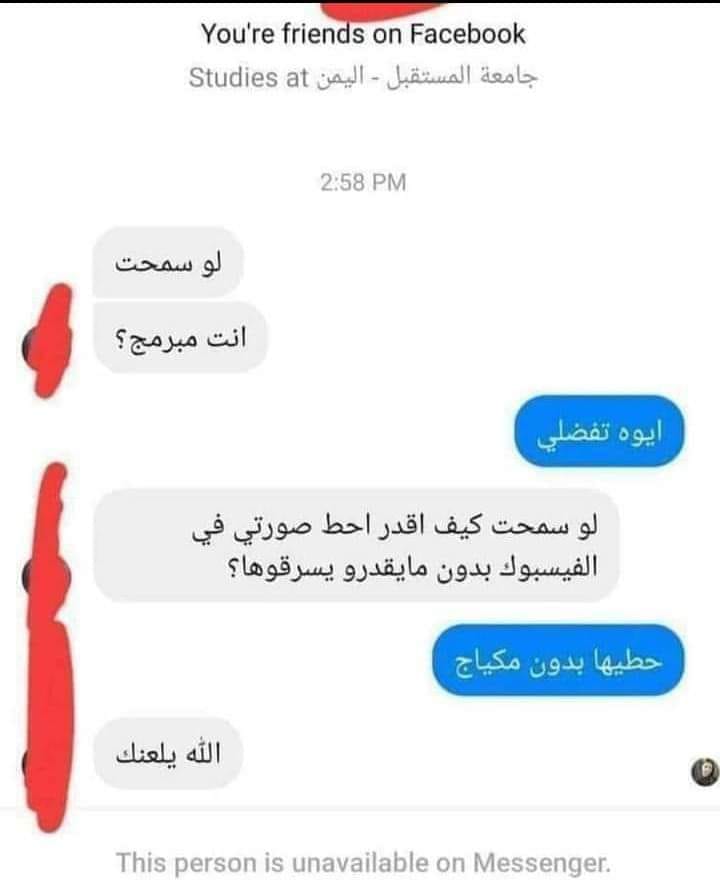 You're friends on Facebook
Studies at جامعة المستقبل - اليمن
2:58 PM
لو سمحت
انت مبرمج؟
ايوه تفضلي
لو سمحت كيف اقدر احط صورتي في
الفيسبوك بدون مايقدرو يسرقوها؟
حطيها بدون مكياج
الله يلعنك
This person is unavailable on Messenger.